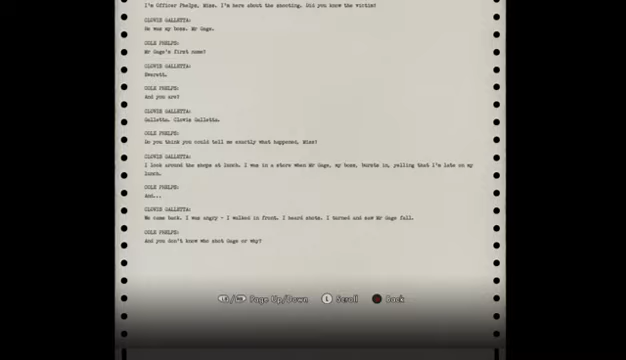 I'm Officer Phelps, Miss. I'm here about the shooting. Did you know the victim?
CLOVIS GALLETTA:
He was my boss. Mr Gage.
COLE PHELPS:
Mr Gage's first name?
CLOVIS GALLETTA:
Everett.
COLE PHELPS:
And you are?
CLOVIS GALLETTA:
Galletta. Clovis Galletta.
COLE PHELPS:
Do you think you could tell me exactly what happened, Miss?
CLOVIS GALLETTA:
I look around the shops at lunch. I was in a store when Mr Gage, my boss, bursts in, yelling that I'm late on my
lunch.
COLE PHELPS:
And...
CLOVIS GALLETTA:
We come back. I was angry - I walked in front. I heard shots. I turned and saw Mr Gage fall.
COLE PHELPS:
And you don't know who shot Gage or why?
Page Up/Down L Scroll Back